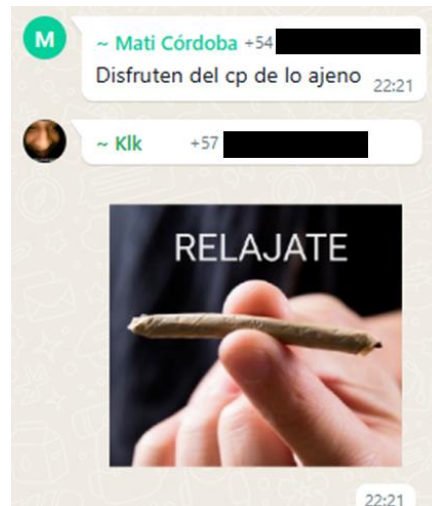 M
~ Mati Córdoba +54
Disfruten del cp de lo ajeno
22:21
~ Klk +57
RELAJATE
22:21